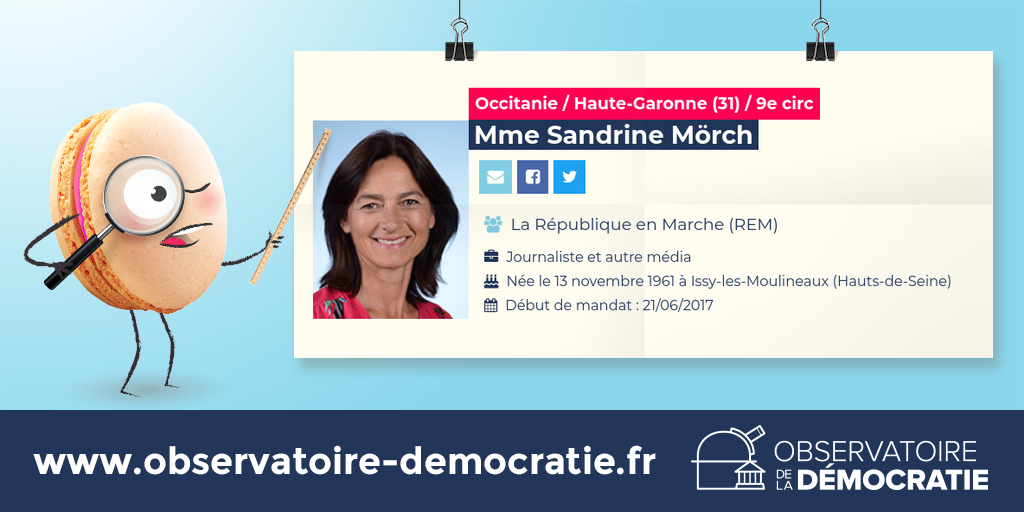 Occitanie / Haute-Garonne (31) / 9e circ
Mme Sandrine Mörch
La République en Marche (REM)
Journaliste et autre média
Née le 13 novembre 1961 à Issy-les-Moulineaux (Hauts-de-Seine)
Début de mandat : 21/06/2017
www.observatoire-democratie.fr
OBSERVATOIRE
DE LA DÉMOCRATIE